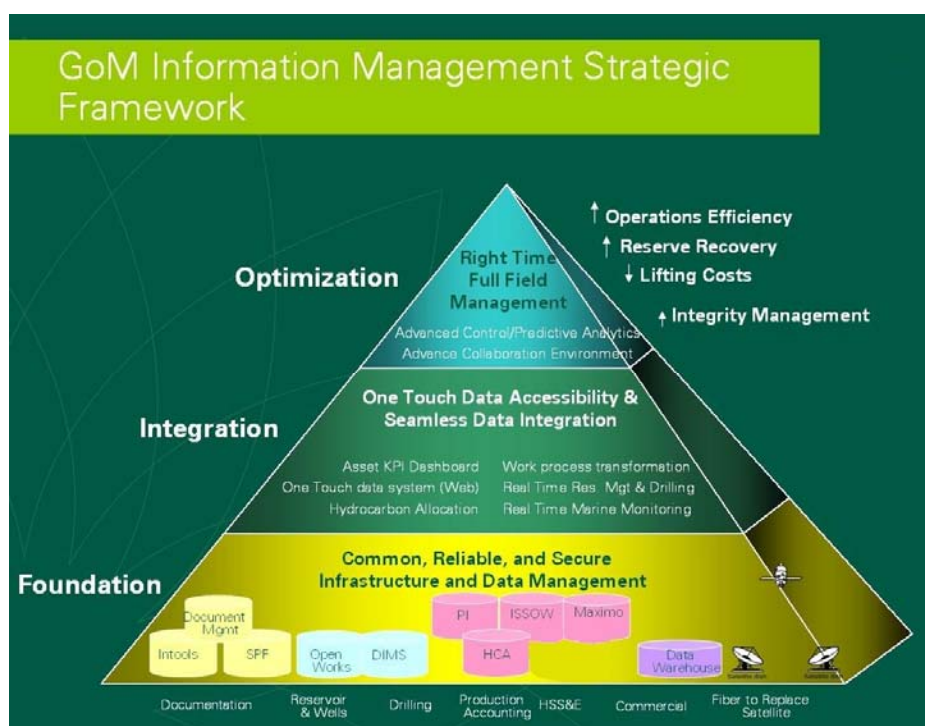 GoM Information Management Strategic
Framework
Operations Efficiency
Reserve Recovery
Lifting Costs
Integrity Management
Optimization
Right Time
Full Field
Management
Advanced Control/Predictive Analytics
Advance Collaboration Environment
Integration
One Touch Data Accessibility &
Seamless Data Integration
Asset KPI Dashboard
One Touch data system (Web)
Hydrocarbon Allocation
Work process transformation
Real Time Res. Mgt & Drilling
Real Time Marine Monitoring
Foundation
Common, Reliable, and Secure
Infrastructure and Data Management
Document
Mgmt
Intools
SPF
Open
Works
DIMS
PI
ISSOW
Maximo
HCA
Data
Warehouse
Documentation
Reservoir
& Wells
Drilling
Production
Accounting
HSS&E
Commercial
Fiber to Replace
Satellite